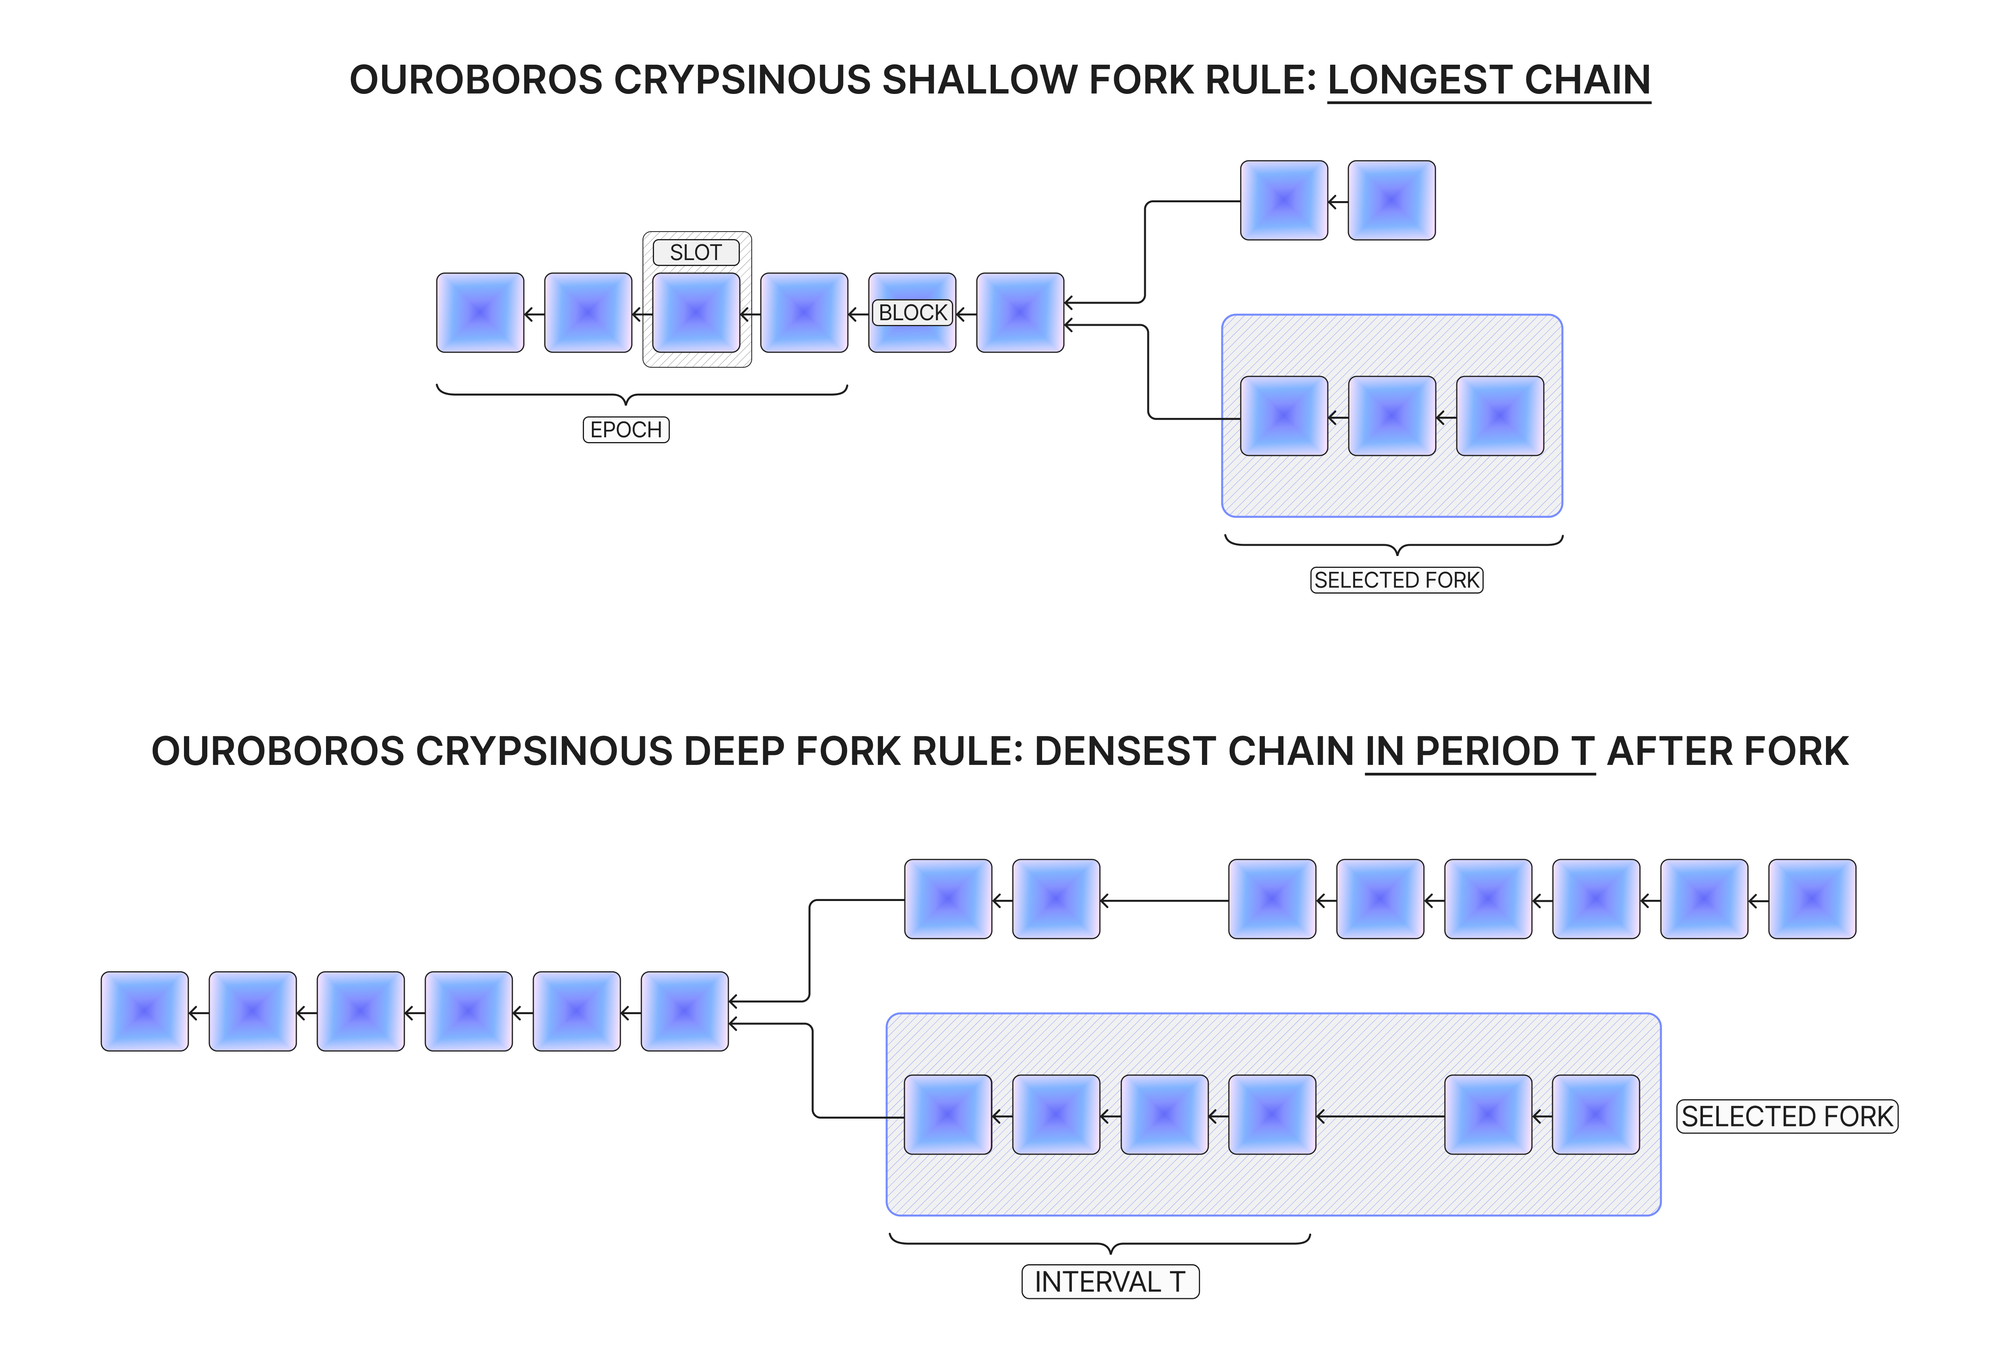 OUROBOROS CRYPSINOUS SHALLOW FORK RULE: LONGEST CHAIN
SLOT
BLOCK
EPOCH
SELECTED FORK
OUROBOROS CRYPSINOUS DEEP FORK RULE: DENSEST CHAIN IN PERIOD T AFTER FORK
SELECTED FORK
INTERVAL T